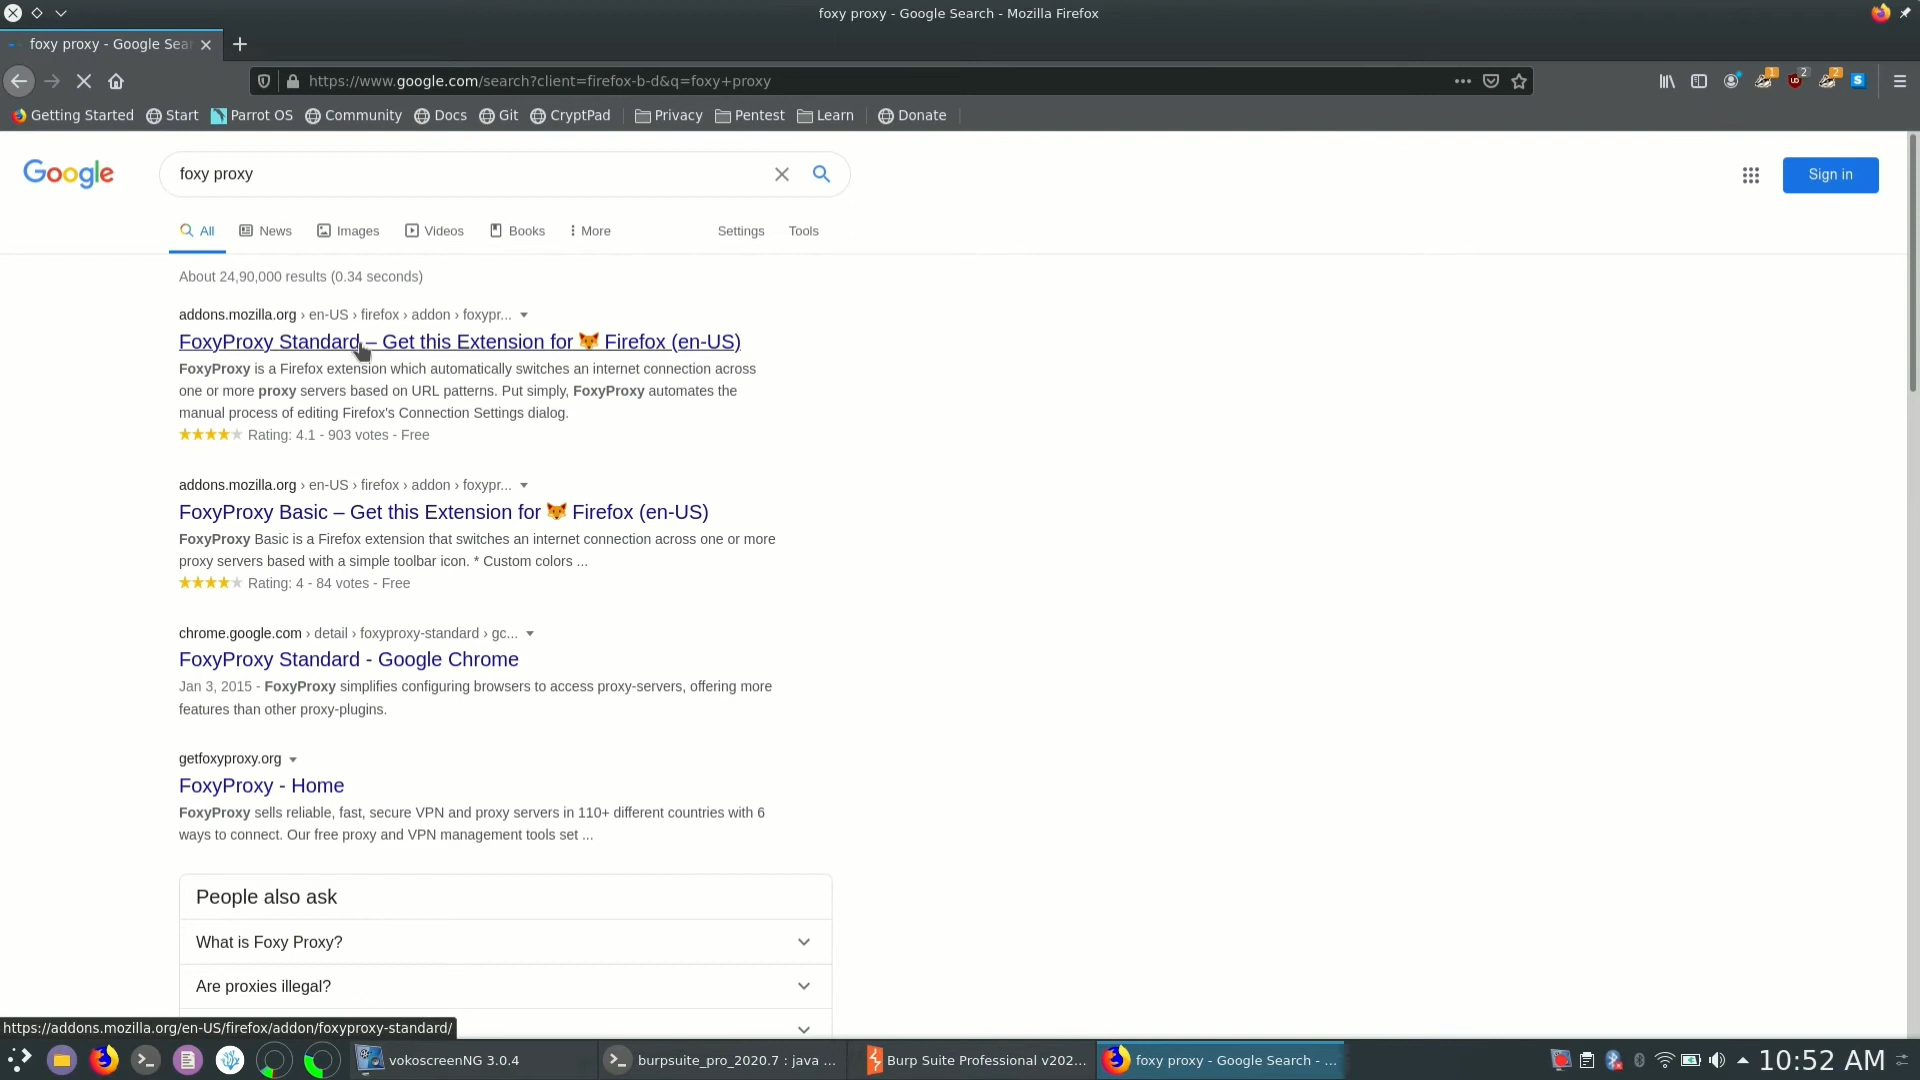 foxy proxy - Google Search - Mozilla Firefox
foxy proxy - Google Sear
https://www.google.com/search?client=firefox-b-d&q=foxy+proxy
1
2
2
S
Getting Started
Start
Parrot OS
Community
Docs
Git
CryptPad
Privacy
Pentest
Learn
Donate
Google
foxy proxy
Sign in
All
News
Images
Videos
Books
More
Settings
Tools
About 24,90,000 results (0.34 seconds)
addons.mozilla.org › en-US › firefox › addon › foxypr...
FoxyProxy Standard – Get this Extension for 🦊 Firefox (en-US)
FoxyProxy is a Firefox extension which automatically switches an internet connection across
one or more proxy servers based on URL patterns. Put simply, FoxyProxy automates the
manual process of editing Firefox's Connection Settings dialog.
Rating: 4.1 - 903 votes - Free
addons.mozilla.org › en-US › firefox › addon › foxypr...
FoxyProxy Basic – Get this Extension for 🦊 Firefox (en-US)
FoxyProxy Basic is a Firefox extension that switches an internet connection across one or more
proxy servers based with a simple toolbar icon. * Custom colors ...
Rating: 4 - 84 votes - Free
chrome.google.com › detail › foxyproxy-standard › gc...
FoxyProxy Standard - Google Chrome
Jan 3, 2015 - FoxyProxy simplifies configuring browsers to access proxy-servers, offering more
features than other proxy-plugins.
getfoxyproxy.org
FoxyProxy - Home
FoxyProxy sells reliable, fast, secure VPN and proxy servers in 110+ different countries with 6
ways to connect. Our free proxy and VPN management tools set ...
People also ask
What is Foxy Proxy?
Are proxies illegal?
https://addons.mozilla.org/en-US/firefox/addon/foxyproxy-standard/
vokoscreenNG 3.0.4
burpsuite_pro_2020.7 : java ...
Burp Suite Professional v202...
foxy proxy - Google Search - ...
10:52 AM